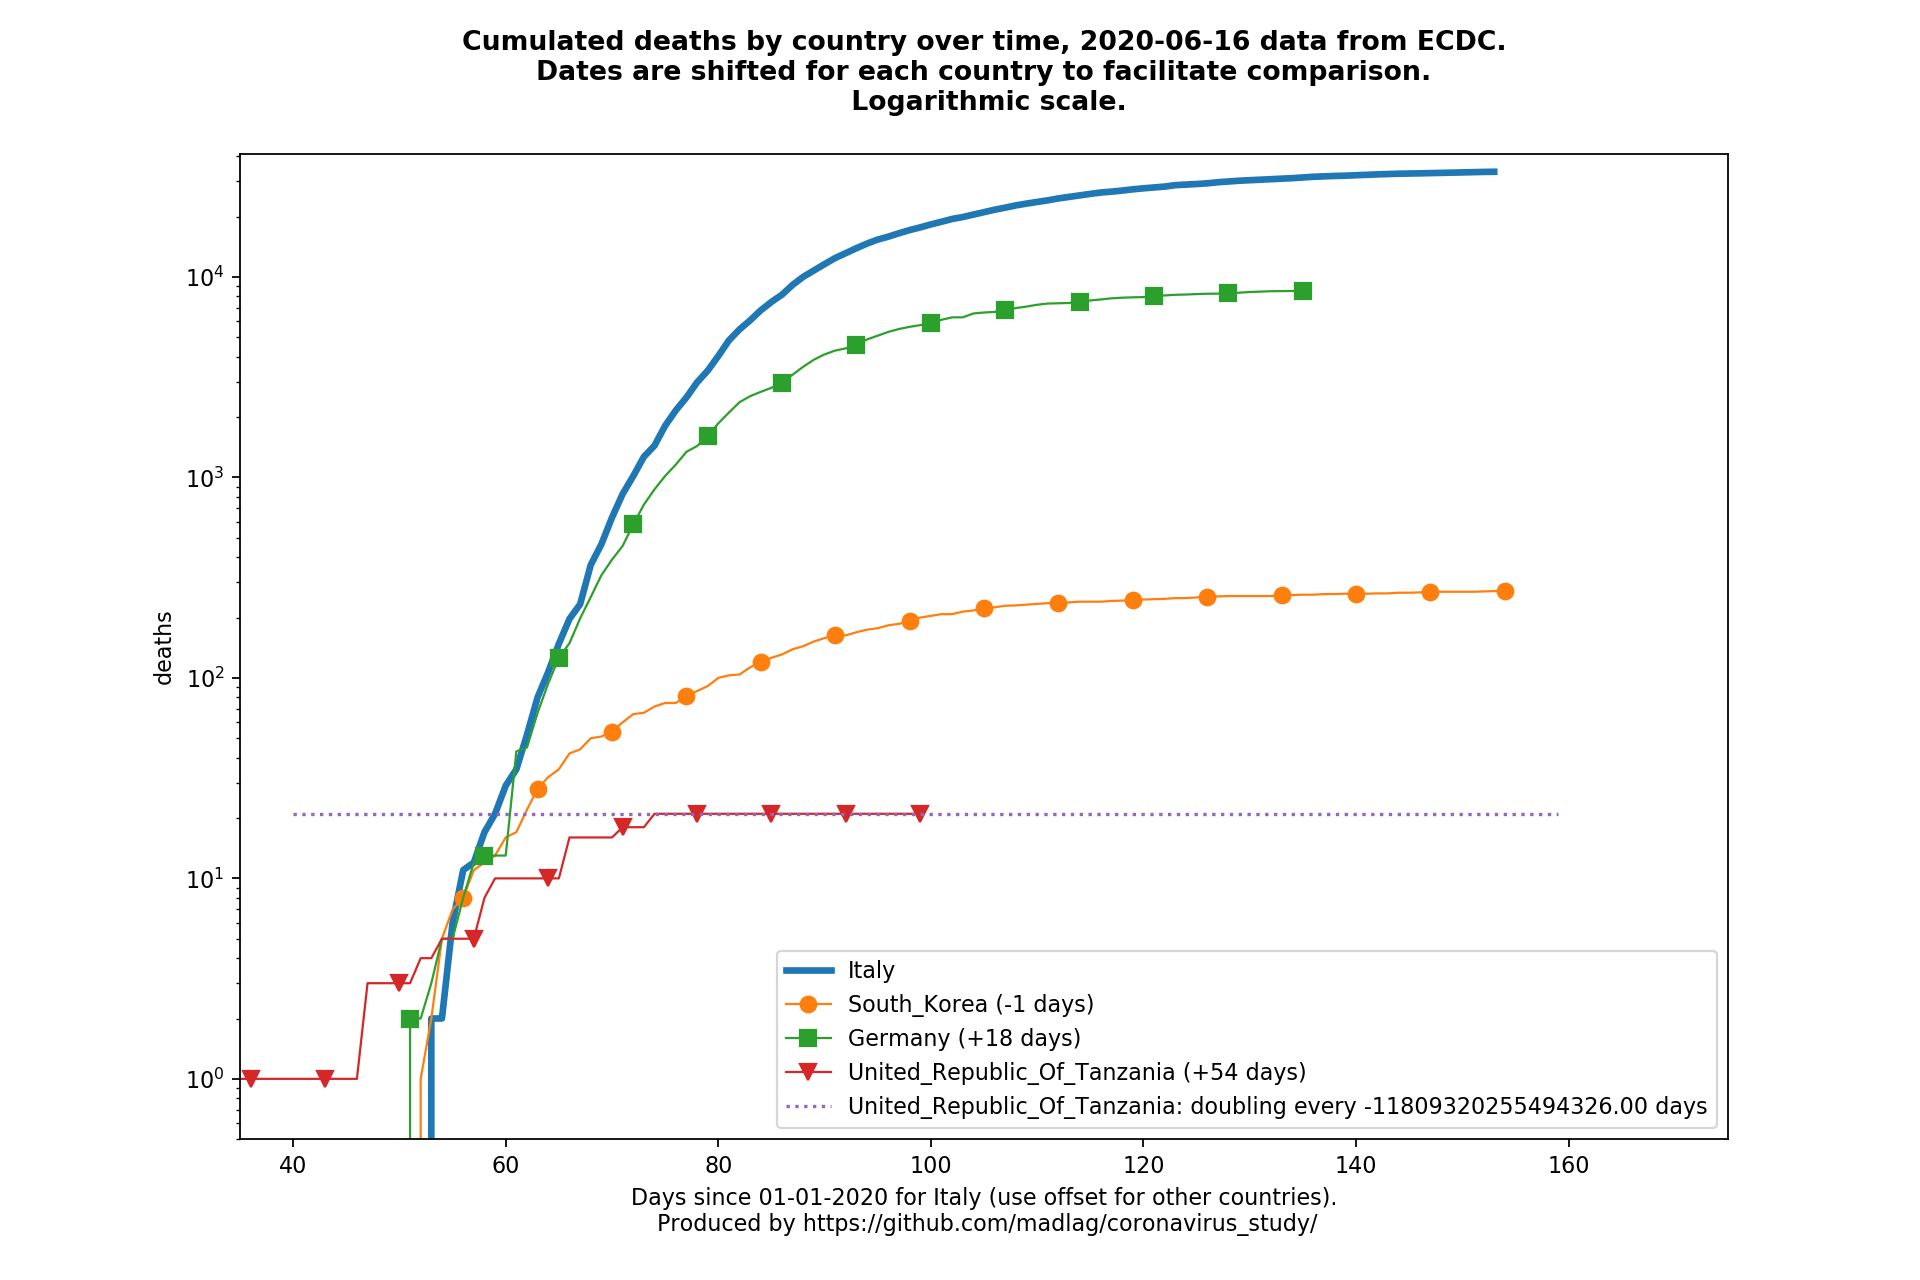 Cumulated deaths by country over time, 2020-06-16 data from ECDC.
Dates are shifted for each country to facilitate comparison.
Logarithmic scale.
10^4
10^3
10^2
10^1
10^0
deaths
Italy
South_Korea (-1 days)
Germany (+18 days)
United_Republic_Of_Tanzania (+54 days)
United_Republic_Of_Tanzania: doubling every -11809320255494326.00 days
40 60 80 100 120 140 160
Days since 01-01-2020 for Italy (use offset for other countries).
Produced by https://github.com/madlag/coronavirus_study/